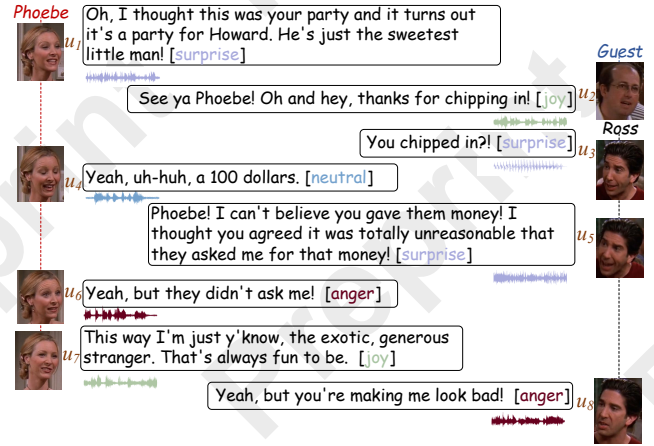 Phoebe
u1
Oh, I thought this was your party and it turns out
it's a party for Howard. He's just the sweetest
little man! [surprise]
Guest
See ya Phoebe! Oh and hey, thanks for chipping in! [joy]
u2
Ross
You chipped in?! [surprise]
u3
u4
Yeah, uh-huh, a 100 dollars. [neutral]
Phoebe! I can't believe you gave them money! I
thought you agreed it was totally unreasonable that
they asked me for that money! [surprise]
u5
u6
Yeah, but they didn't ask me! [anger]
u7
This way I'm just y'know, the exotic, generous
stranger. That's always fun to be. [joy]
Yeah, but you're making me look bad! [anger]
u8
Preprint